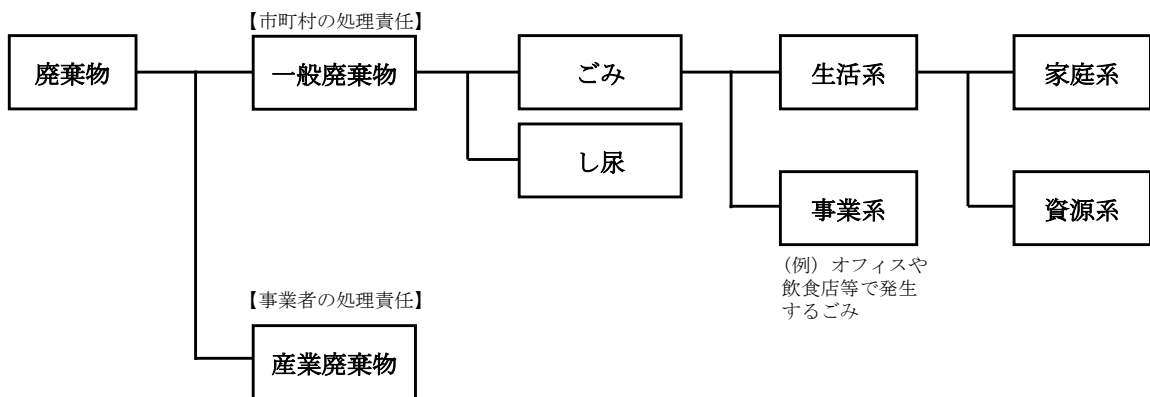 【市町村の処理責任】
廃棄物
一般廃棄物
ごみ
生活系
家庭系
し尿
事業系
資源系
(例)オフィスや
飲食店等で発生
するごみ
【事業者の処理責任】
産業廃棄物